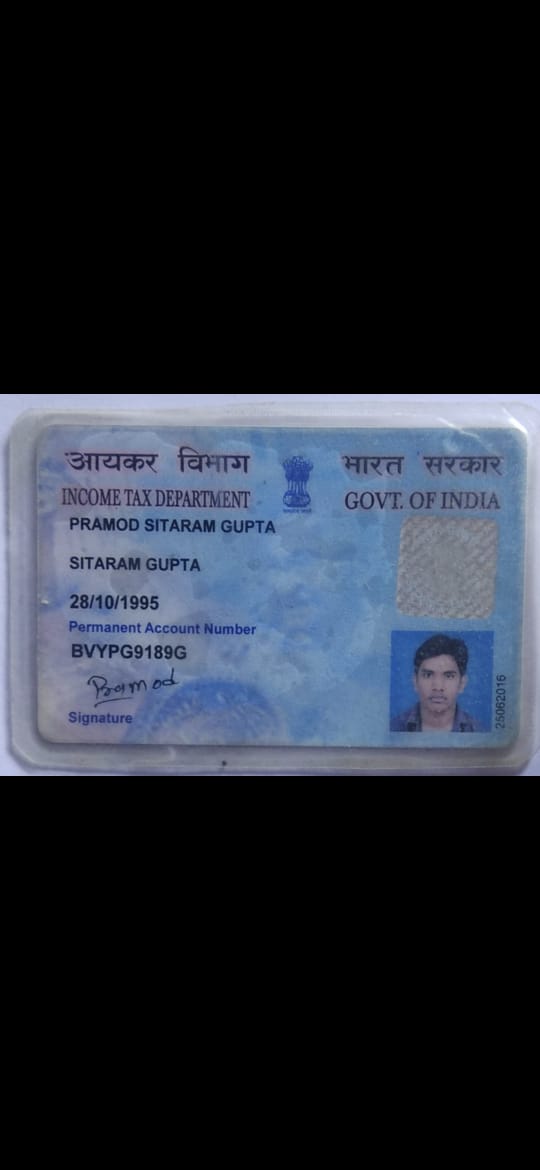 आयकर विभाग
INCOME TAX DEPARTMENT
भारत सरकार
GOVT. OF INDIA
PRAMOD SITARAM GUPTA
SITARAM GUPTA
28/10/1995
Permanent Account Number
BVYPG9189G
Pramod
Signature
25062016